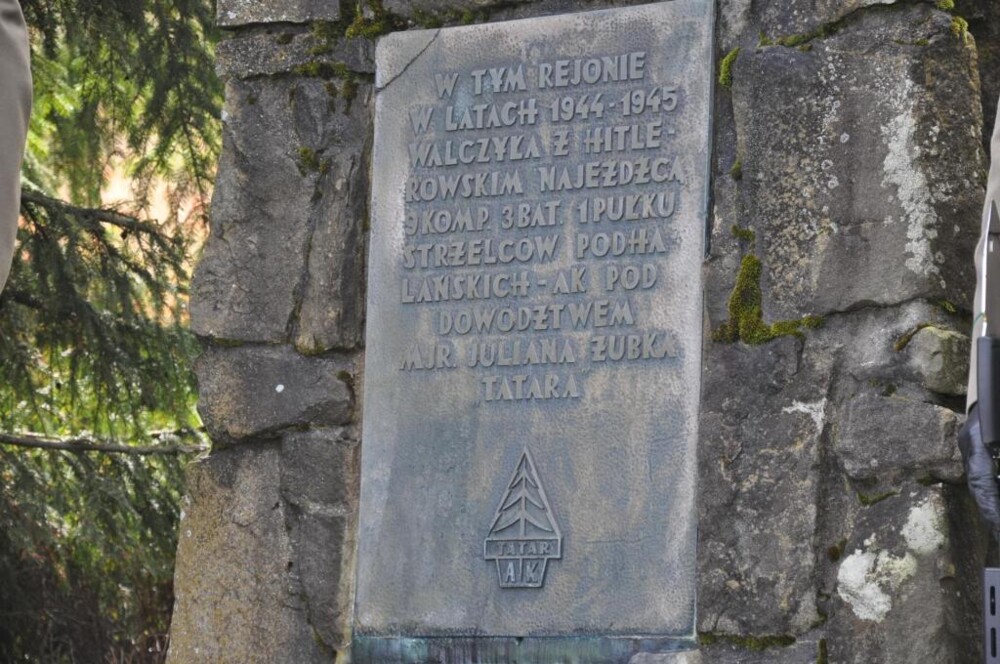 W TYM REJONIE
W LATACH 1944-1945
WALCZYŁA Z HITLE-
ROWSKIM NAJEŹDŹCĄ
9 KOMP. 3 BAT. 1 PUŁKU
STRZELCÓW PODHA
LAŃSKICH - AK POD
DOWÓDZTWEM
MJR. JULIANA ZUBKA
TATARA
TATAR
AK